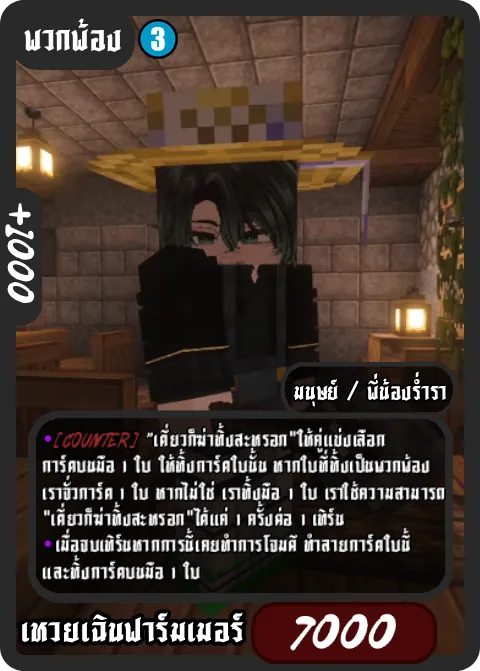 พวกพ้อง 3
+1000
มนุษย์ / พี่น้องร่ำรา
•[COUNTER] "เดี๋ยวก็ฆ่าทิ้งสะหรอก"ให้คู่แข่งเลือก
การ์ดบนมือ 1 ใบ ให้ทิ้งการ์ดใบนั้น หากใบที่ทิ้งเป็นพวกพ้อง
เราจั่วการ์ด 1 ใบ หากไม่ใช่ เราทิ้งมือ 1 ใบ เราใช้ความสามารถ
"เดี๋ยวก็ฆ่าทิ้งสะหรอก"ได้แค่ 1 ครั้งต่อ 1 เทิร์น
•เมื่อจบเทิร์นหากการ์นี้เคยทำการโจมตี ทำลายการ์ดใบนี้
และทิ้งการ์ดบนมือ 1 ใบ
เหวยเฉินฟาร์มเมอร์ 7000